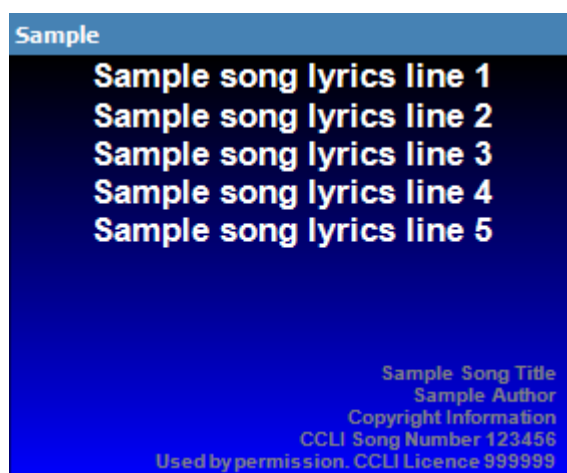 Sample
Sample song lyrics line 1
Sample song lyrics line 2
Sample song lyrics line 3
Sample song lyrics line 4
Sample song lyrics line 5
Sample Song Title
Sample Author
Copyright Information
CCLI Song Number 123456
Used by permission. CCLI Licence 999999